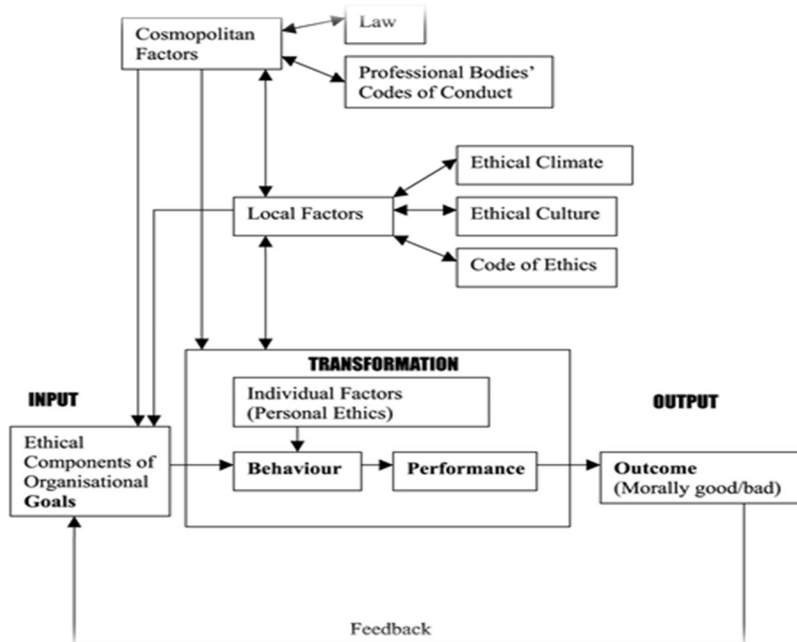 Law
Cosmopolitan
Factors
Professional Bodies'
Codes of Conduct
Ethical Climate
Local Factors
Ethical Culture
Code of Ethics
TRANSFORMATION
INPUT
Individual Factors
(Personal Ethics)
OUTPUT
Ethical
Components of
Organisational
Goals
Behaviour
Performance
Outcome
(Morally good/bad)
Feedback